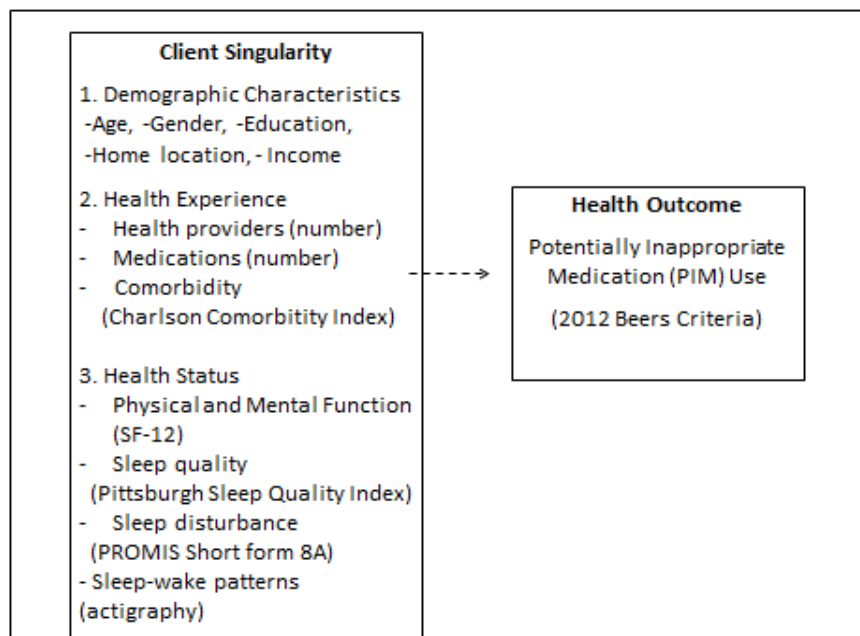 Client Singularity
1. Demographic Characteristics
-Age, -Gender, -Education,
-Home location, - Income
2. Health Experience
- Health providers (number)
- Medications (number)
- Comorbidity
(Charlson Comorbitity Index)
3. Health Status
- Physical and Mental Function
(SF-12)
- Sleep quality
(Pittsburgh Sleep Quality Index)
- Sleep disturbance
(PROMIS Short form 8A)
- Sleep-wake patterns
(actigraphy)
Health Outcome
Potentially Inappropriate
Medication (PIM) Use
(2012 Beers Criteria)